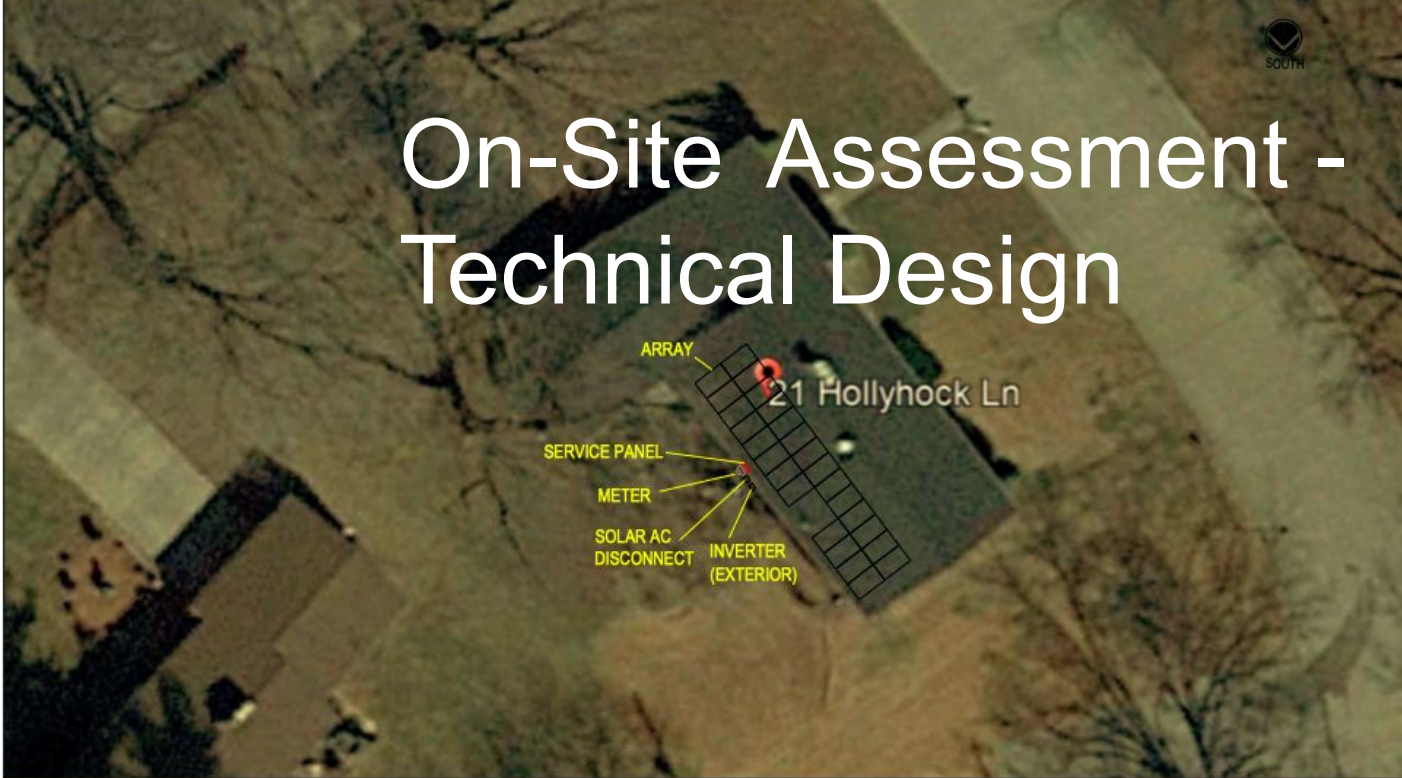 SOUTH
On-Site Assessment -
Technical Design
ARRAY
21 Hollyhock Ln
SERVICE PANEL
METER
SOLAR AC
DISCONNECT
INVERTER
(EXTERIOR)